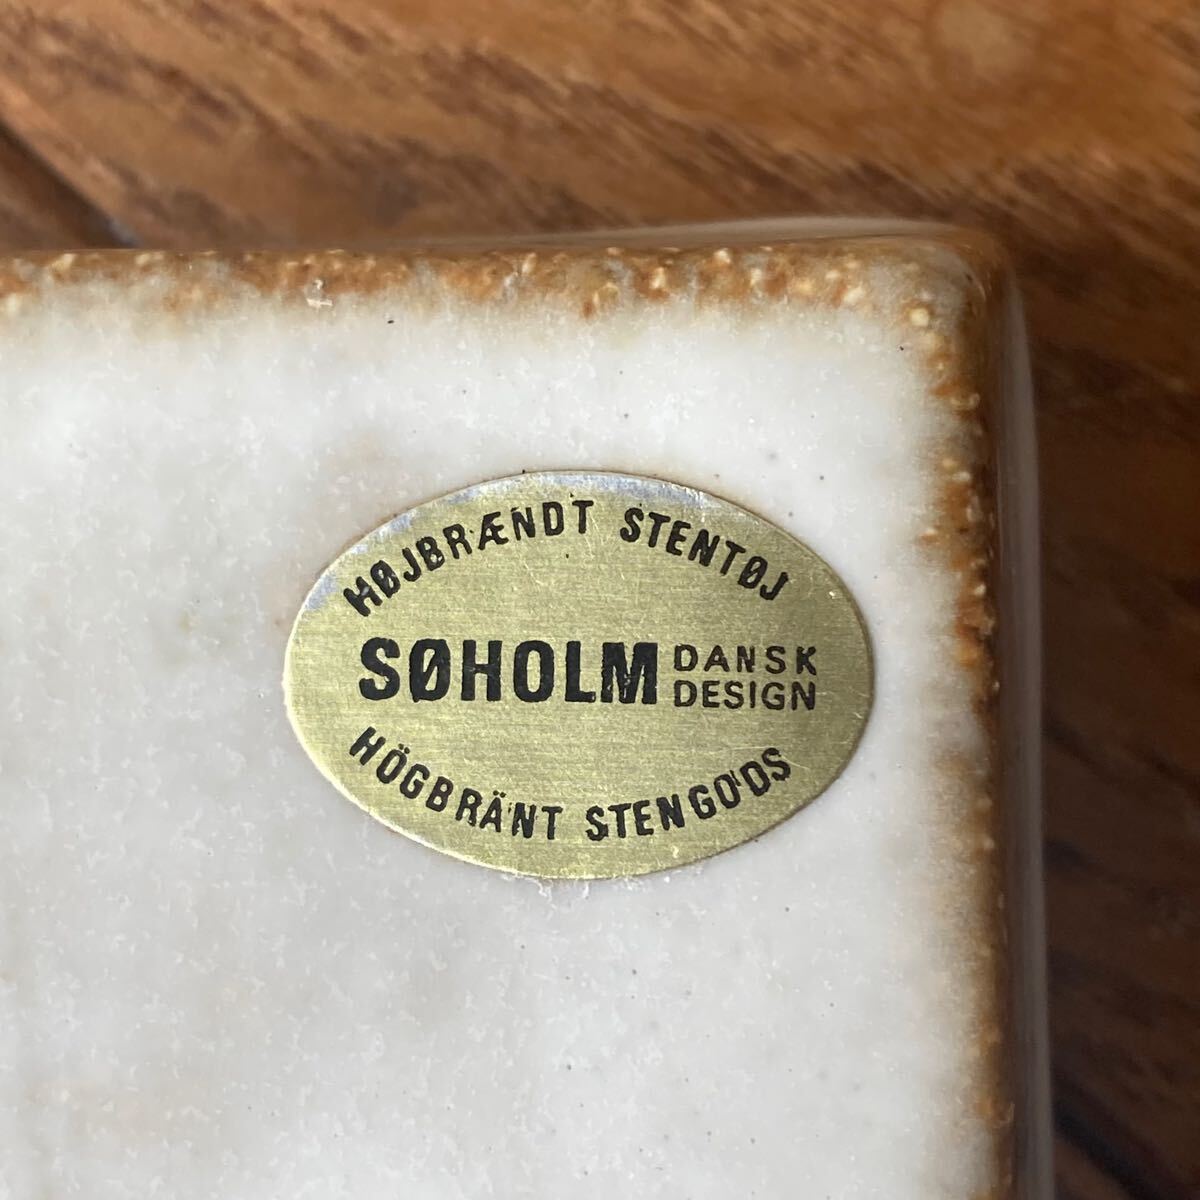 HØJBRÆNDT STENTØJ
SØHOLM DANSK DESIGN
HÖGBRÄNT STENGODS